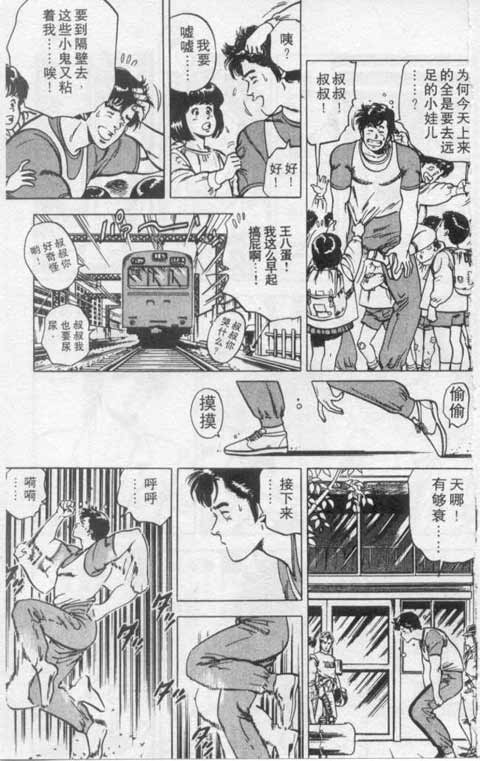 为何今天上来
的全是要去远
足的小娃儿
……？
叔叔！
叔叔！
咦？
好！
好！
我要
嘘嘘……
要到隔壁去，
这些小鬼又粘
着我……唉！
王八蛋！
我这么早起
搞屁啊…！
叔叔你
哭什么？
叔叔你
好奇怪
哟！
叔叔我
也要尿
尿．
偷偷
摸摸
天哪！
有够衰
……
接下来
……
呼呼
……
嗬嗬
……